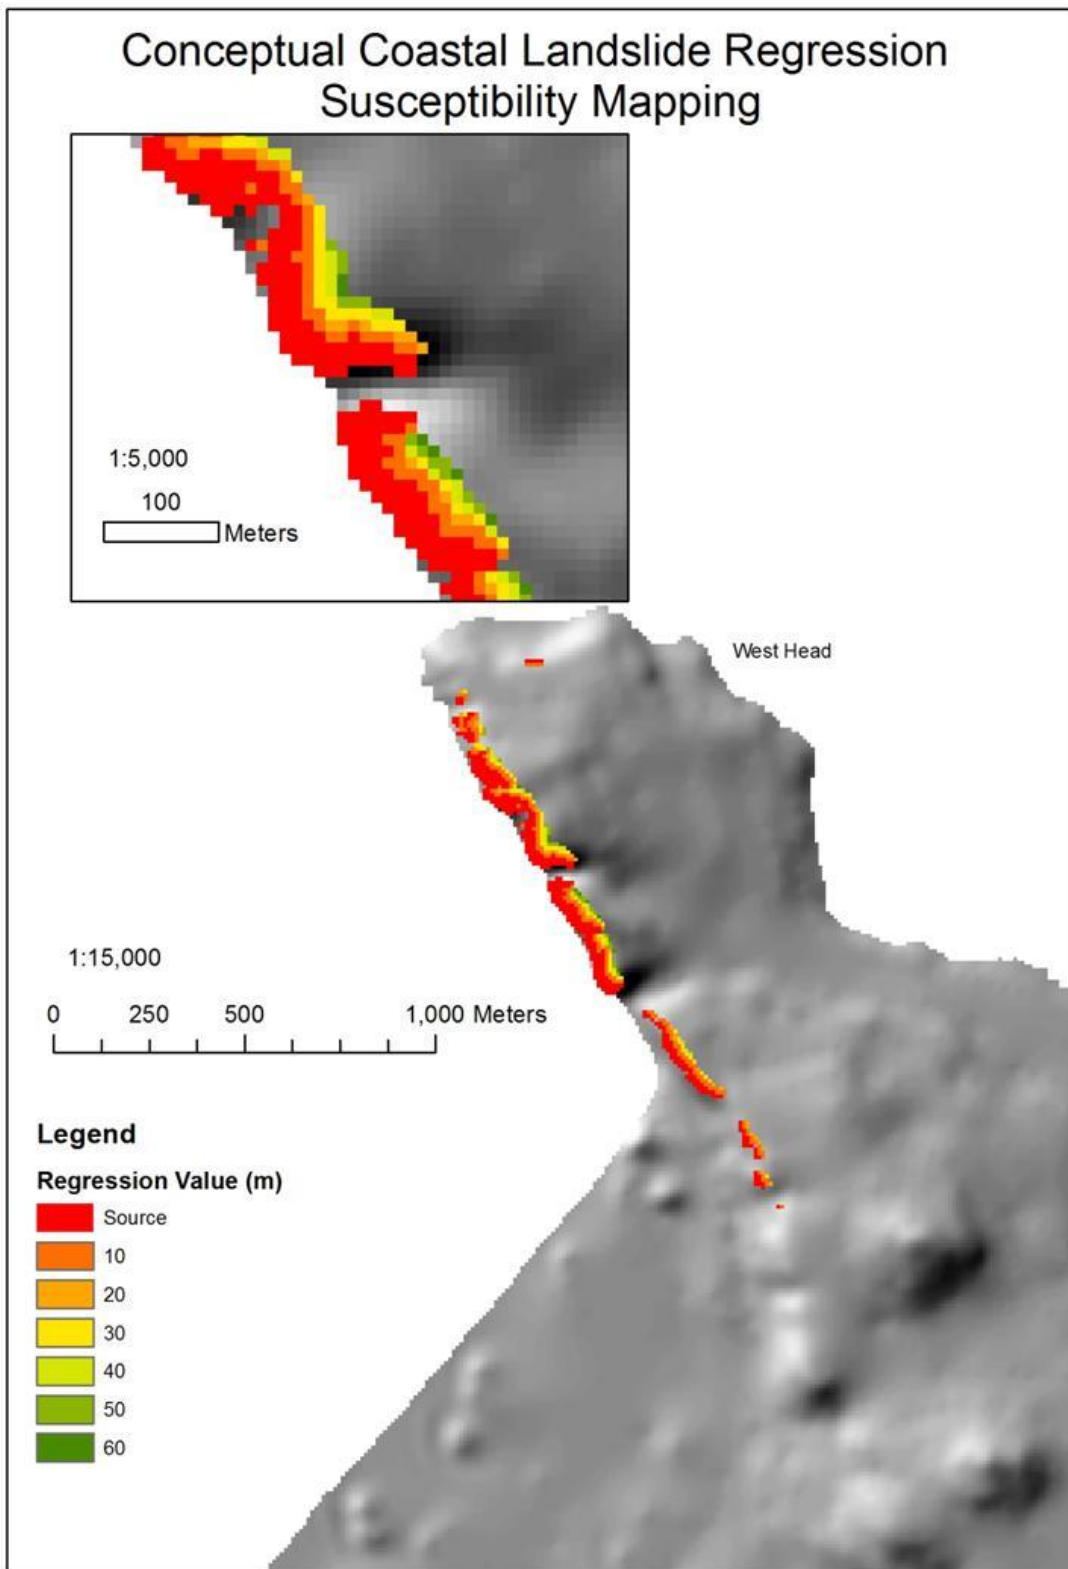 Conceptual Coastal Landslide Regression
Susceptibility Mapping
1:5,000
100
Meters
West Head
1:15,000
0 250 500 1,000 Meters
Legend
Regression Value (m)
Source
10
20
30
40
50
60